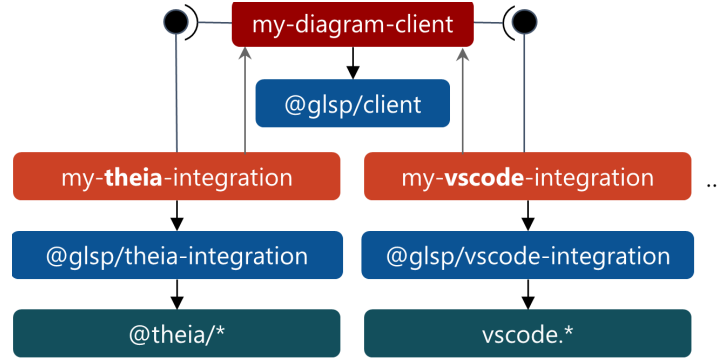 my-diagram-client
@glsp/client
my-theia-integration
my-vscode-integration
..
@glsp/theia-integration
@glsp/vscode-integration
@theia/*
vscode.*